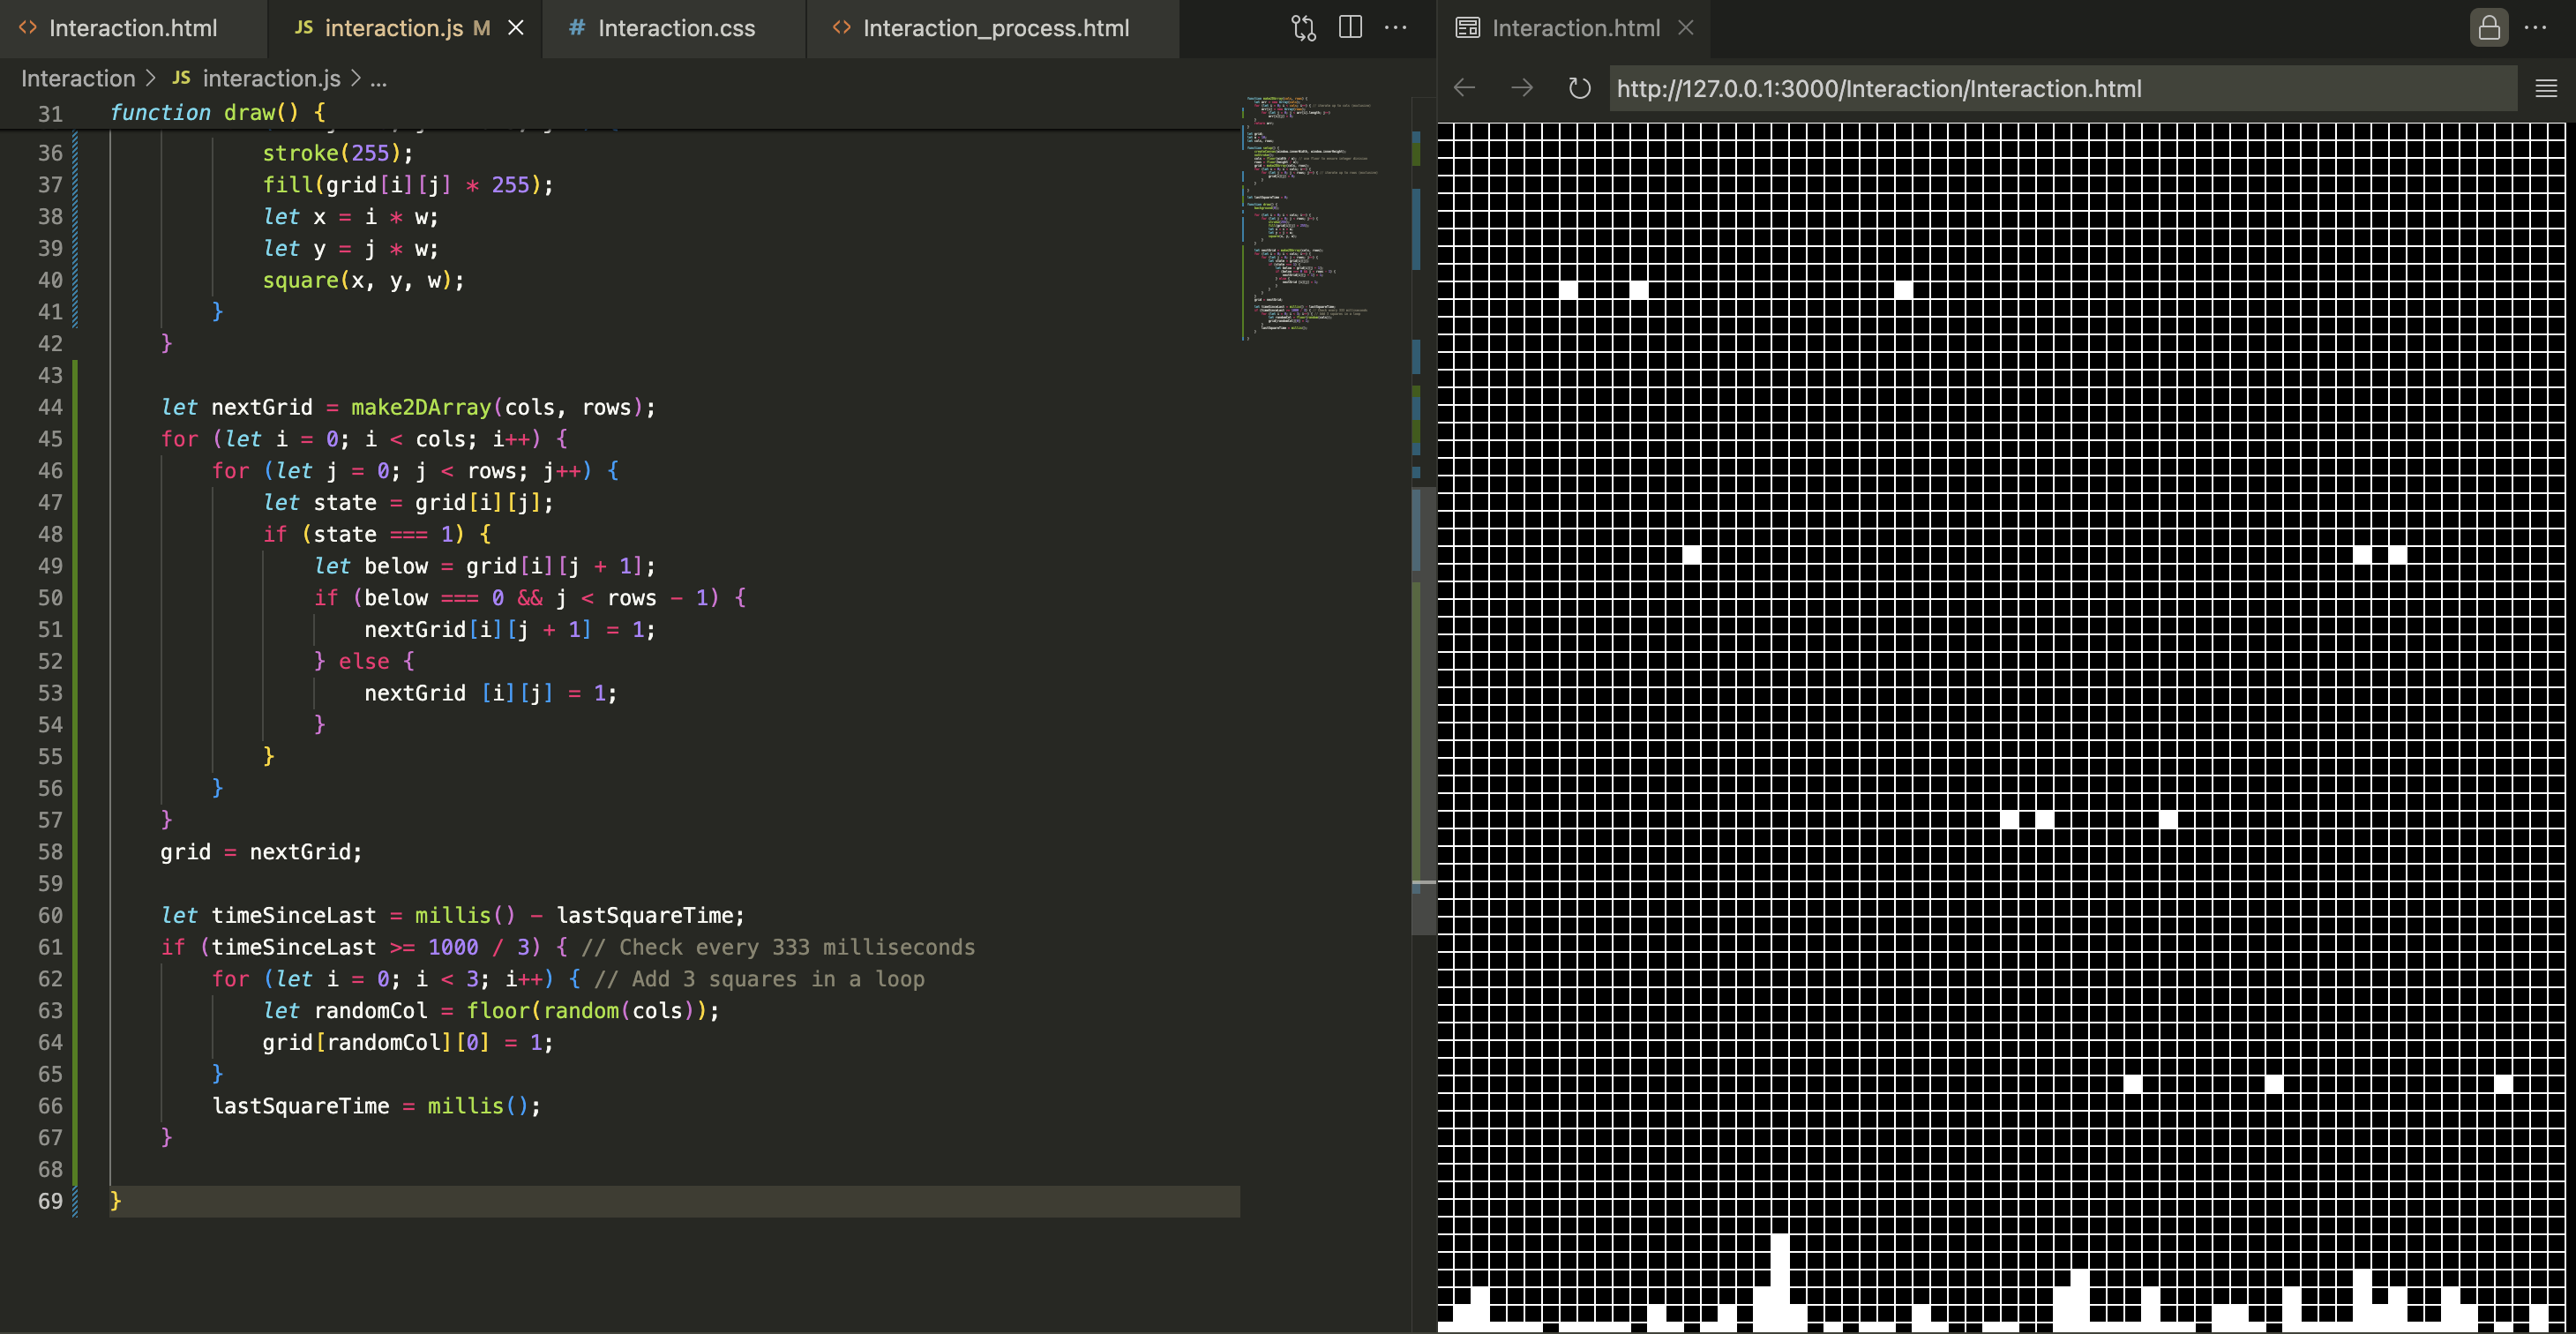 Interaction.html
JS interaction.js M
# Interaction.css
Interaction_process.html
Interaction.html
Interaction > JS interaction.js > ...
http://127.0.0.1:3000/Interaction/Interaction.html
31 function draw() {
36 stroke(255);
37 fill(grid[i][j] * 255);
38 let x = i * w;
39 let y = j * w;
40 square(x, y, w);
41 }
42 }
43
44 let nextGrid = make2DArray(cols, rows);
45 for (let i = 0; i < cols; i++) {
46 for (let j = 0; j < rows; j++) {
47 let state = grid[i][j];
48 if (state === 1) {
49 let below = grid[i][j + 1];
50 if (below === 0 && j < rows - 1) {
51 nextGrid[i][j + 1] = 1;
52 } else {
53 nextGrid [i][j] = 1;
54 }
55 }
56 }
57 }
58 grid = nextGrid;
59
60 let timeSinceLast = millis() - lastSquareTime;
61 if (timeSinceLast >= 1000 / 3) { // Check every 333 milliseconds
62 for (let i = 0; i < 3; i++) { // Add 3 squares in a loop
63 let randomCol = floor(random(cols));
64 grid[randomCol][0] = 1;
65 }
66 lastSquareTime = millis();
67 }
68
69 }